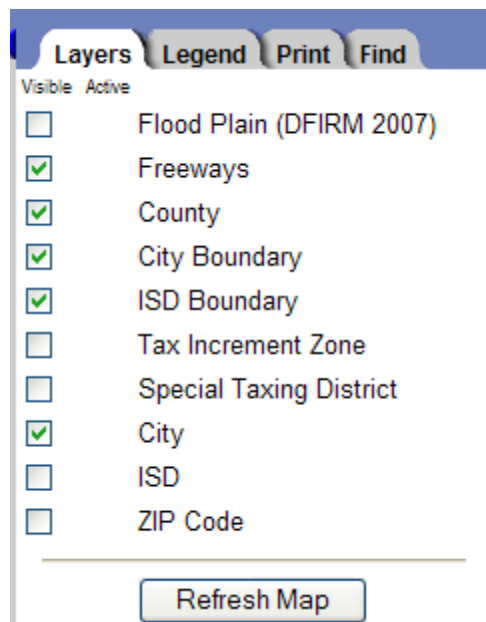 Layers Legend Print Find
Visible Active
Flood Plain (DFIRM 2007)
Freeways
County
City Boundary
ISD Boundary
Tax Increment Zone
Special Taxing District
City
ISD
ZIP Code
Refresh Map